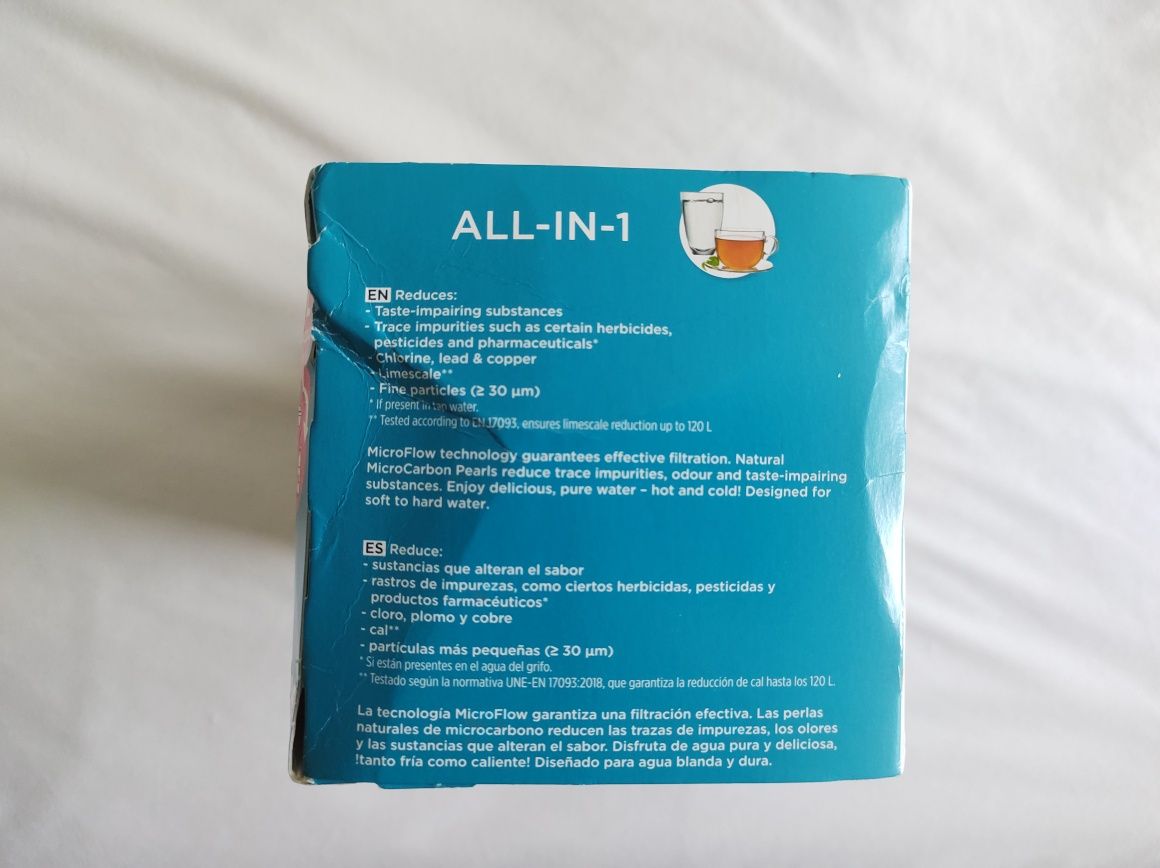 ALL-IN-1
EN Reduces:
- Taste-impairing substances
- Trace impurities such as certain herbicides,
pesticides and pharmaceuticals*
- Chlorine, lead & copper
- Limescale**
- Fine particles (≥ 30 μm)
* If present in tap water.
** Tested according to EN 17093, ensures limescale reduction up to 120 L
MicroFlow technology guarantees effective filtration. Natural
MicroCarbon Pearls reduce trace impurities, odour and taste-impairing
substances. Enjoy delicious, pure water – hot and cold! Designed for
soft to hard water.
ES Reduce:
- sustancias que alteran el sabor
- rastros de impurezas, como ciertos herbicidas, pesticidas y
productos farmacéuticos*
- cloro, plomo y cobre
- cal**
- partículas más pequeñas (≥ 30 μm)
* Si están presentes en el agua del grifo.
** Testado según la normativa UNE-EN 17093:2018, que garantiza la reducción de cal hasta los 120 L.
La tecnología MicroFlow garantiza una filtración efectiva. Las perlas
naturales de microcarbono reducen las trazas de impurezas, los olores
y las sustancias que alteran el sabor. Disfruta de agua pura y deliciosa,
!tanto fría como caliente! Diseñado para agua blanda y dura.